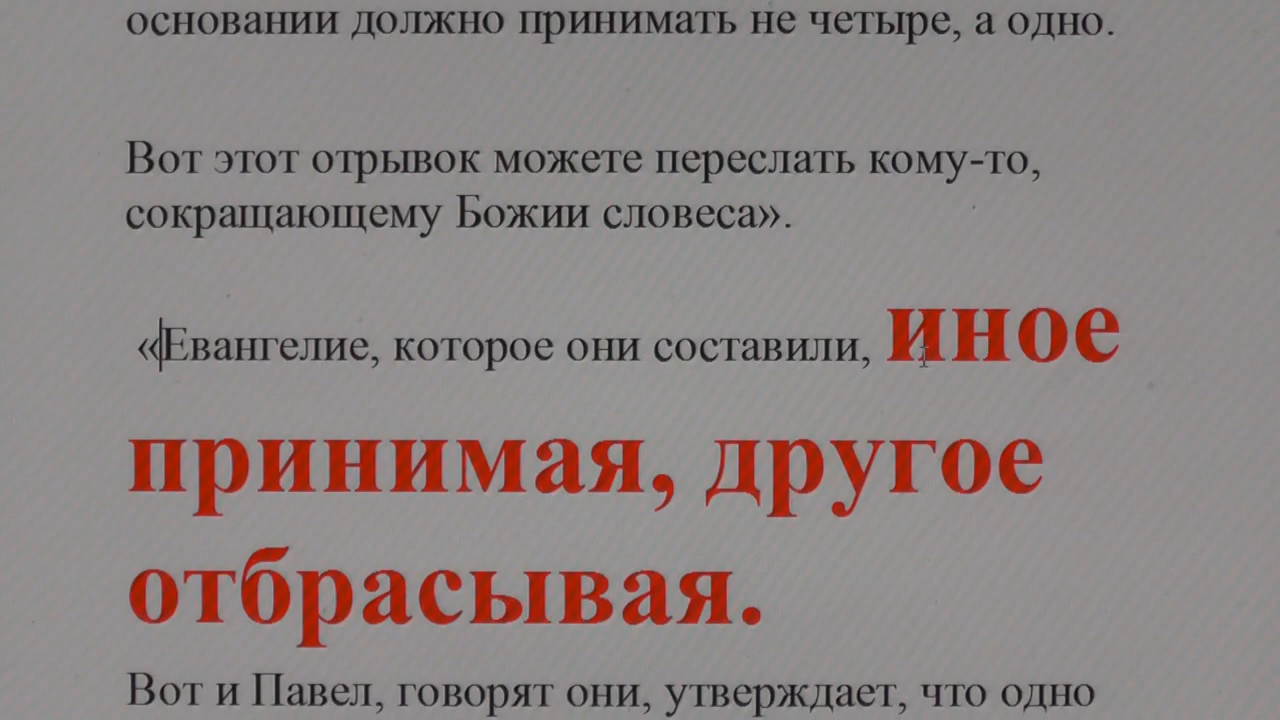 основании должно принимать не четыре, а одно.
Вот этот отрывок можете переслать кому-то,
сокращающему Божии словеса».
«Евангелие, которое они составили, иное
принимая, другое
отбрасывая.
Вот и Павел, говорят они, утверждает, что одно